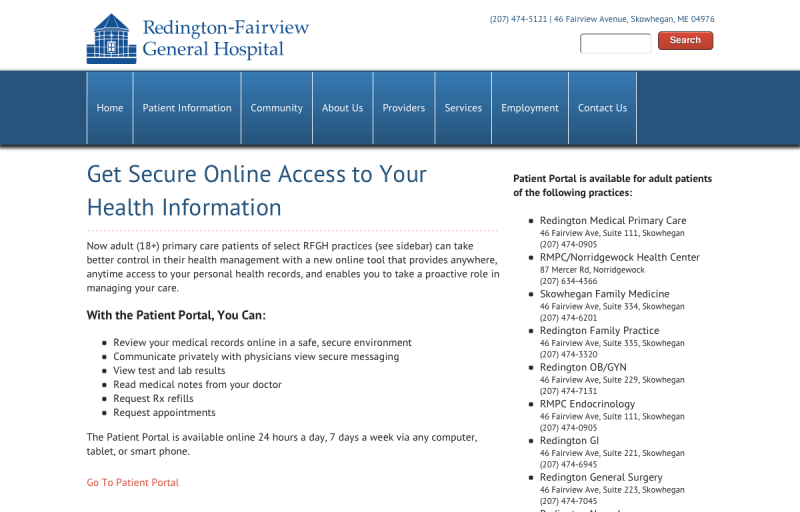 Redington-Fairview
General Hospital
(207) 474-5121 | 46 Fairview Avenue, Skowhegan, ME 04976
Search
Home
Patient Information
Community
About Us
Providers
Services
Employment
Contact Us
Get Secure Online Access to Your
Health Information
Now adult (18+) primary care patients of select RFGH practices (see sidebar) can take
better control in their health management with a new online tool that provides anywhere,
anytime access to your personal health records, and enables you to take a proactive role in
managing your care.
With the Patient Portal, You Can:
Review your medical records online in a safe, secure environment
Communicate privately with physicians view secure messaging
View test and lab results
Read medical notes from your doctor
Request Rx refills
Request appointments
The Patient Portal is available online 24 hours a day, 7 days a week via any computer,
tablet, or smart phone.
Go To Patient Portal
Patient Portal is available for adult patients
of the following practices:
Redington Medical Primary Care
46 Fairview Ave, Suite 111, Skowhegan
(207) 474-0905
RMPC/Norridgewock Health Center
87 Mercer Rd, Norridgewock
(207) 634-4366
Skowhegan Family Medicine
46 Fairview Ave, Suite 334, Skowhegan
(207) 474-6201
Redington Family Practice
46 Fairview Ave, Suite 335, Skowhegan
(207) 474-3320
Redington OB/GYN
46 Fairview Ave, Suite 229, Skowhegan
(207) 474-7131
RMPC Endocrinology
46 Fairview Ave, Suite 111, Skowhegan
(207) 474-0905
Redington GI
46 Fairview Ave, Suite 221, Skowhegan
(207) 474-6945
Redington General Surgery
46 Fairview Ave, Suite 223, Skowhegan
(207) 474-7045